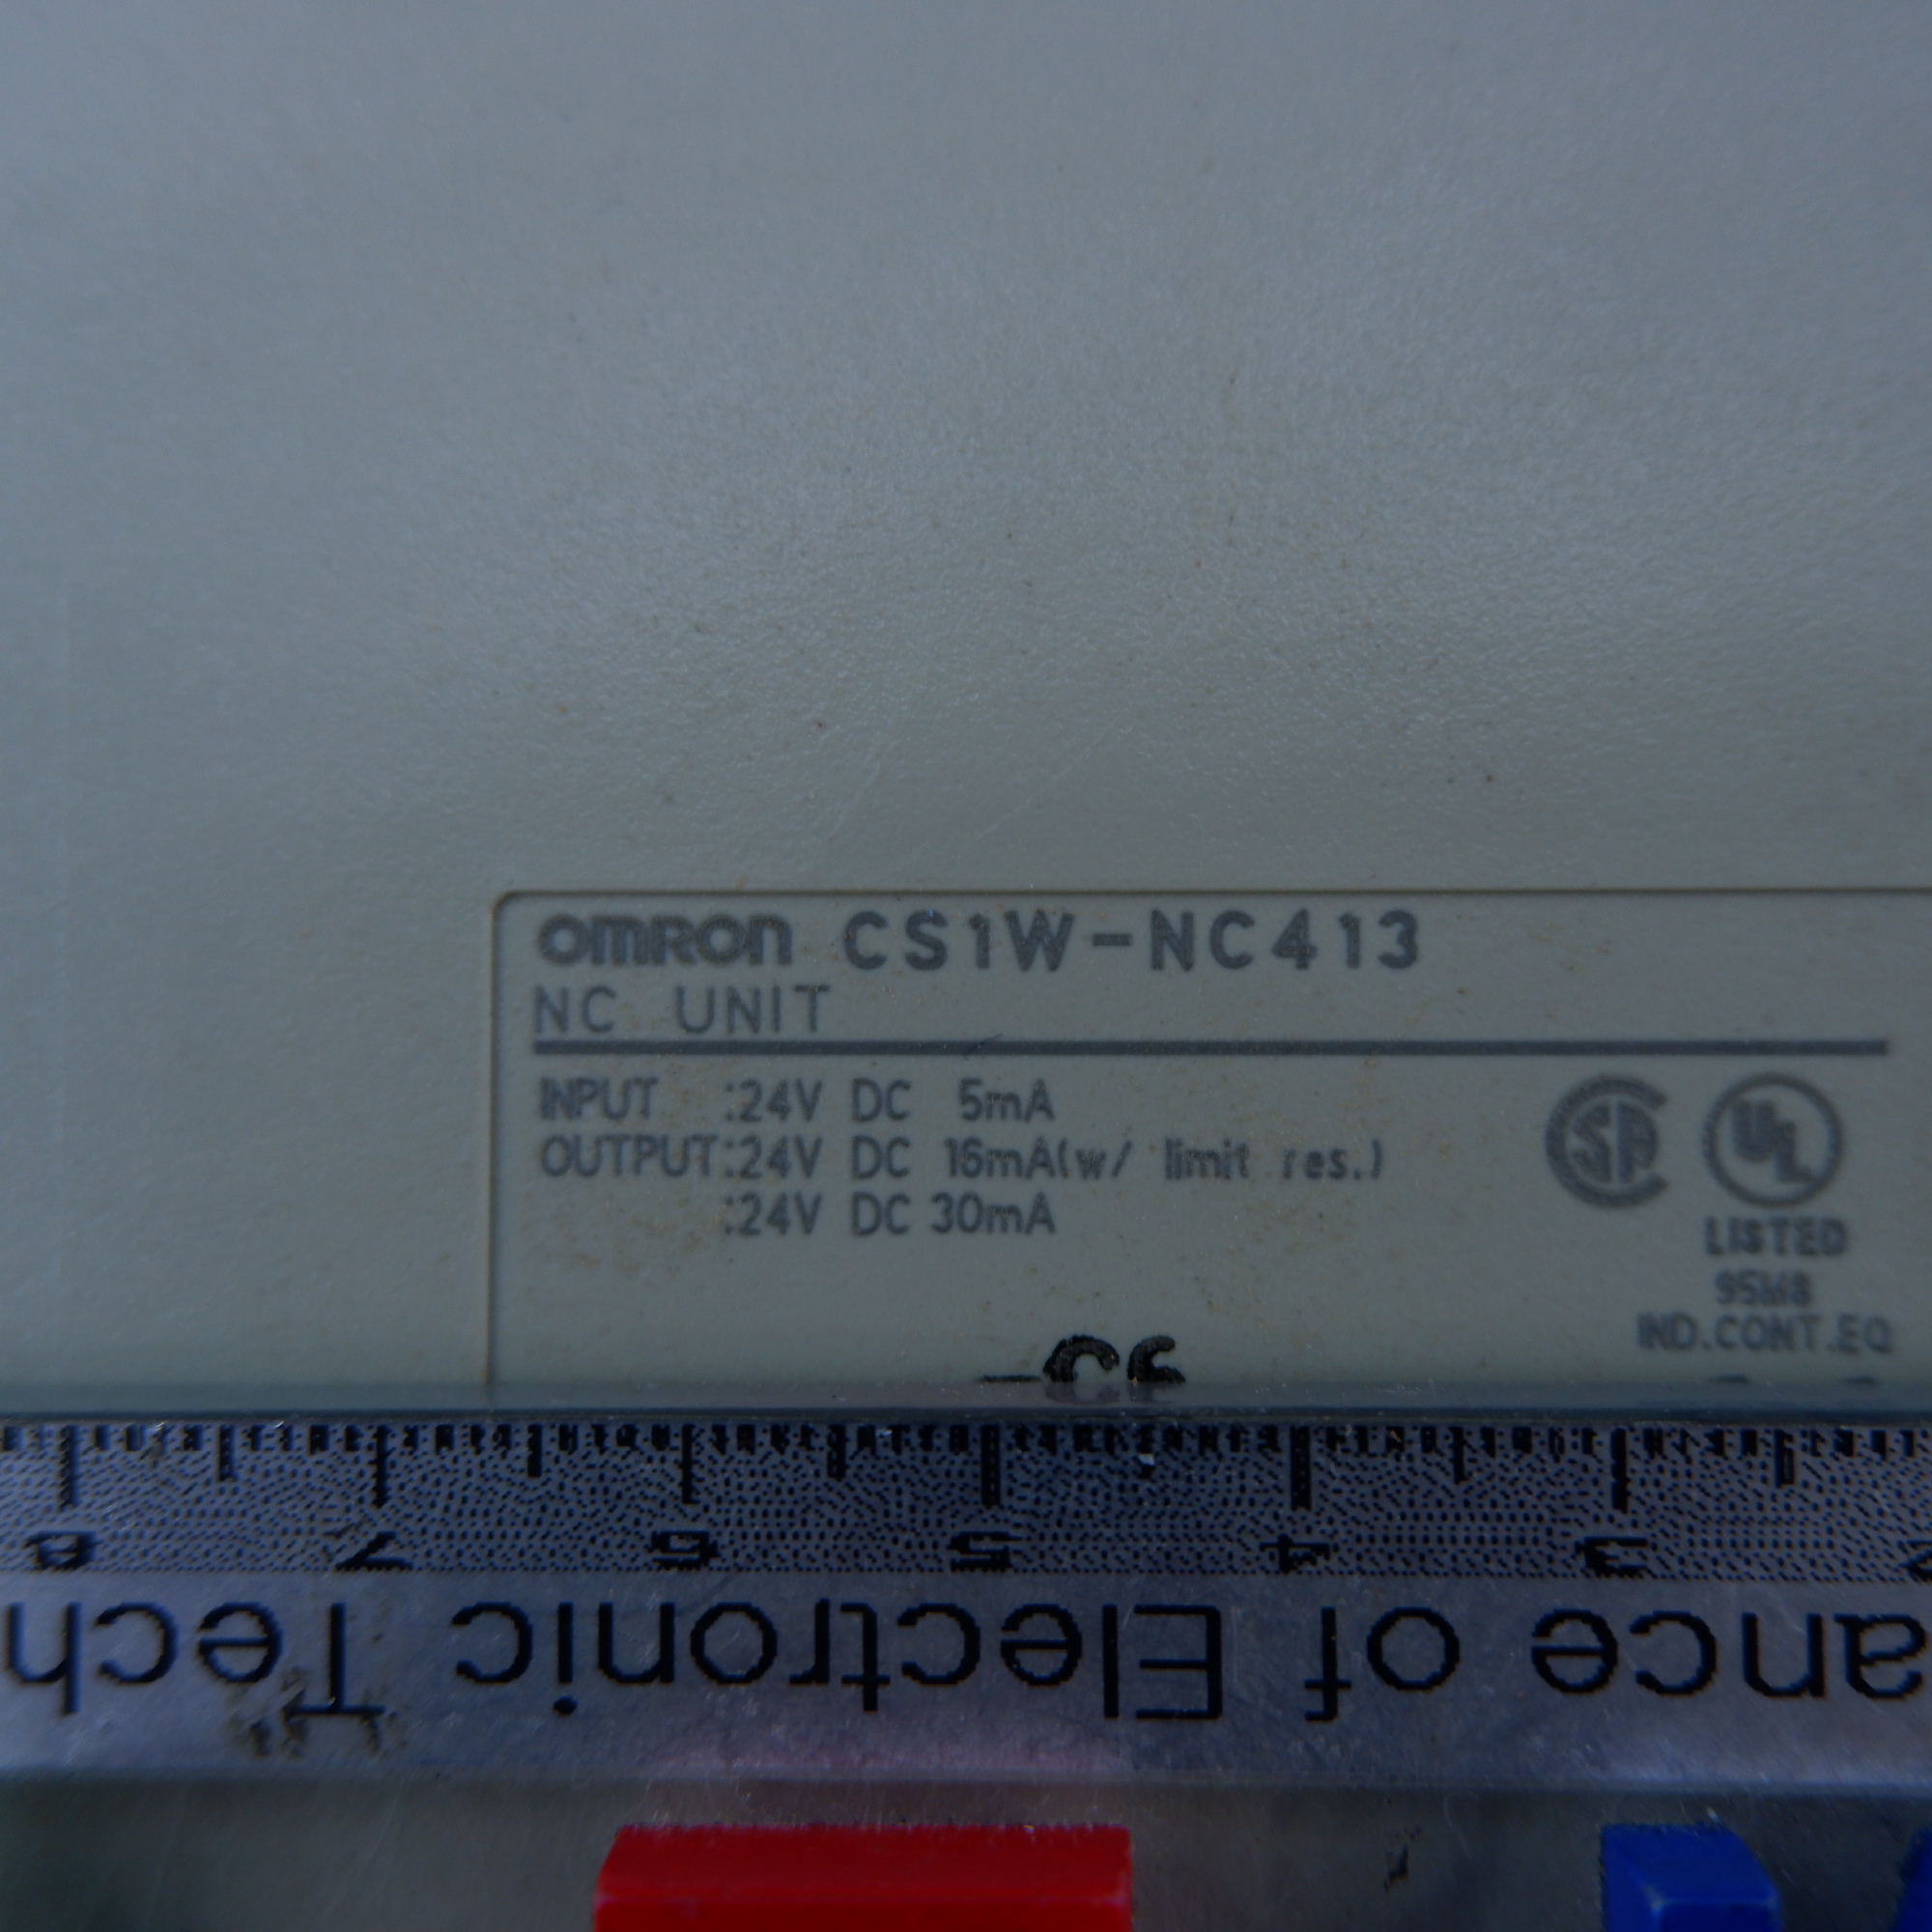 omron CS1W-NC413
NC UNIT
INPUT :24V DC 5mA
OUTPUT:24V DC 16mA(w/ limit res.)
:24V DC 30mA
LISTED
95M8
IND.CONT.EQ
8 7 6 5 4 3 2
ance of Electronic Tech